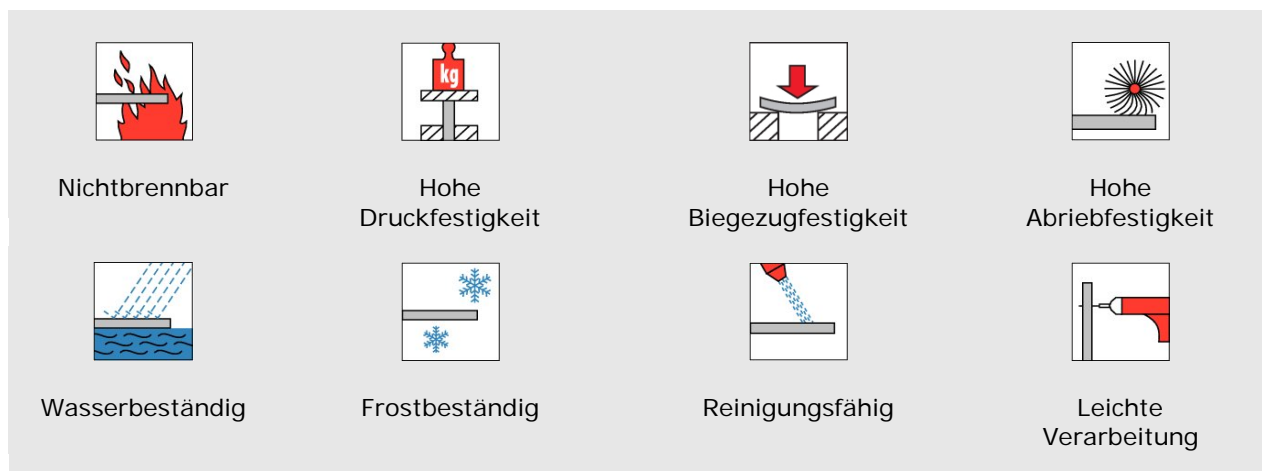 kg
Nichtbrennbar
Hohe
Druckfestigkeit
Hohe
Biegezugfestigkeit
Hohe
Abriebfestigkeit
Wasserbeständig
Frostbeständig
Reinigungsfähig
Leichte
Verarbeitung